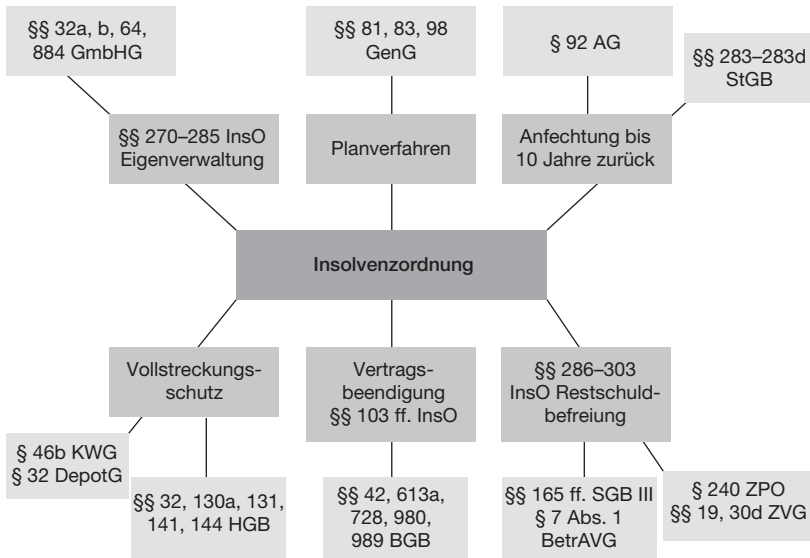 §§ 32a, b, 64,
884 GmbHG
§§ 81, 83, 98
GenG
§ 92 AG
§§ 283–283d
StGB
§§ 270–285 InsO
Eigenverwaltung
Planverfahren
Anfechtung bis
10 Jahre zurück
Insolvenzordnung
Vollstreckungs-
schutz
Vertrags-
beendigung
§§ 103 ff. InsO
§§ 286–303
InsO Restschuld-
befreiung
§ 46b KWG
§ 32 DepotG
§§ 32, 130a, 131,
141, 144 HGB
§§ 42, 613a,
728, 980,
989 BGB
§§ 165 ff. SGB III
§ 7 Abs. 1
BetrAVG
§ 240 ZPO
§§ 19, 30d ZVG